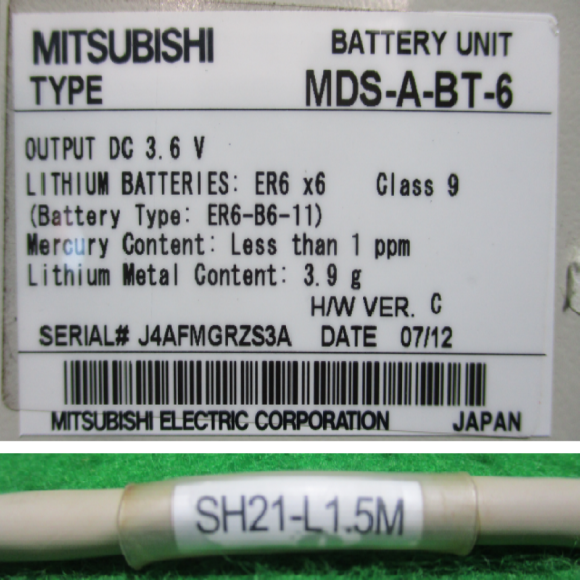 MITSUBISHI BATTERY UNIT
TYPE MDS-A-BT-6
OUTPUT DC 3.6 V
LITHIUM BATTERIES: ER6 x6 Class 9
(Battery Type: ER6-B6-11)
Mercury Content: Less than 1 ppm
Lithium Metal Content: 3.9 g
H/W VER. C
SERIAL# J4AFMGRZS3A DATE 07/12
MITSUBISHI ELECTRIC CORPORATION JAPAN
SH21-L1.5M